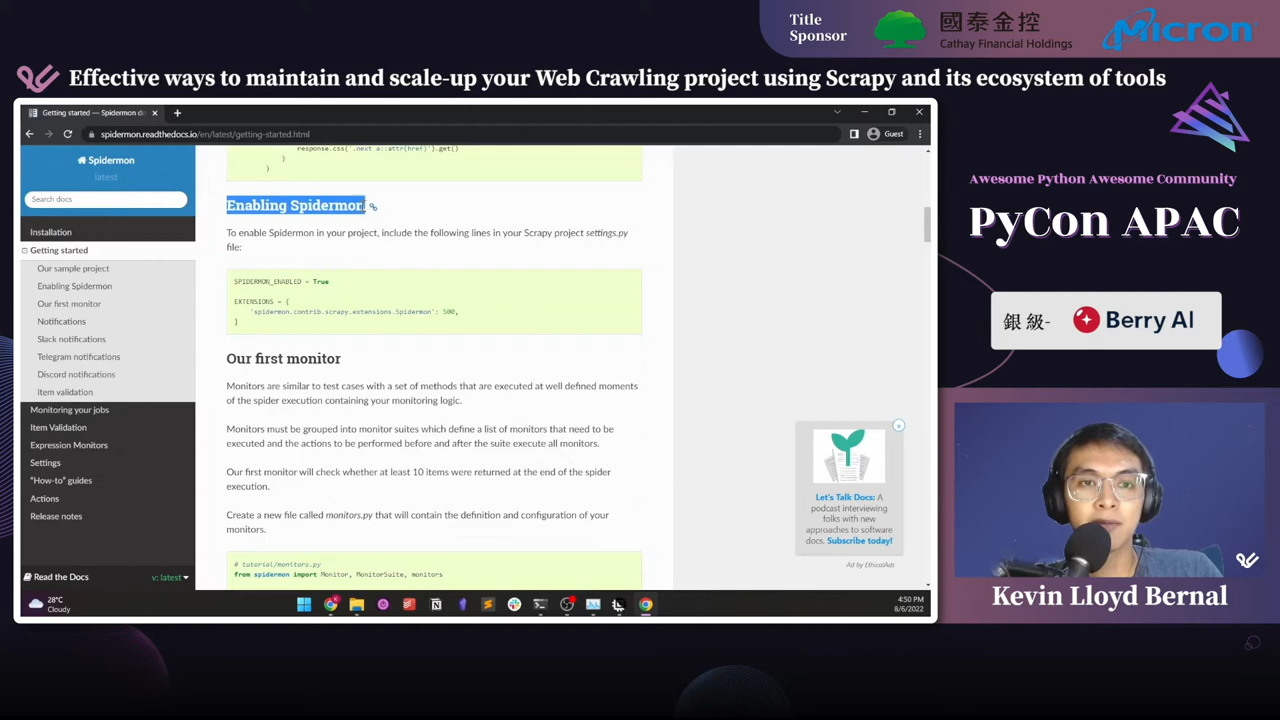 Title
Sponsor
國泰金控
Cathay Financial Holdings
Micron
Effective ways to maintain and scale-up your Web Crawling project using Scrapy and its ecosystem of tools
Getting started — Spidermon do
spidermon.readthedocs.io/en/latest/getting-started.html
Guest
Spidermon
latest
Search docs
Installation
Getting started
Our sample project
Enabling Spidermon
Our first monitor
Notifications
Slack notifications
Telegram notifications
Discord notifications
Item validation
Monitoring your jobs
Item Validation
Expression Monitors
Settings
"How-to" guides
Actions
Release notes
Read the Docs
v: latest
response.css('.next a::attr(href)').get()
)
)
Enabling Spidermon
To enable Spidermon in your project, include the following lines in your Scrapy project settings.py
file:
SPIDERMON_ENABLED = True
EXTENSIONS = {
'spidermon.contrib.scrapy.extensions.Spidermon': 500,
}
Our first monitor
Monitors are similar to test cases with a set of methods that are executed at well defined moments
of the spider execution containing your monitoring logic.
Monitors must be grouped into monitor suites which define a list of monitors that need to be
executed and the actions to be performed before and after the suite execute all monitors.
Our first monitor will check whether at least 10 items were returned at the end of the spider
execution.
Create a new file called monitors.py that will contain the definition and configuration of your
monitors.
# tutorial/monitors.py
from spidermon import Monitor, MonitorSuite, monitors
Let's Talk Docs: A
podcast interviewing
folks with new
approaches to software
docs. Subscribe today!
Ad by EthicalAds
28°C
Cloudy
4:50 PM
8/6/2022
Awesome Python Awesome Community
PyCon APAC
銀級- Berry AI
Kevin Lloyd Bernal